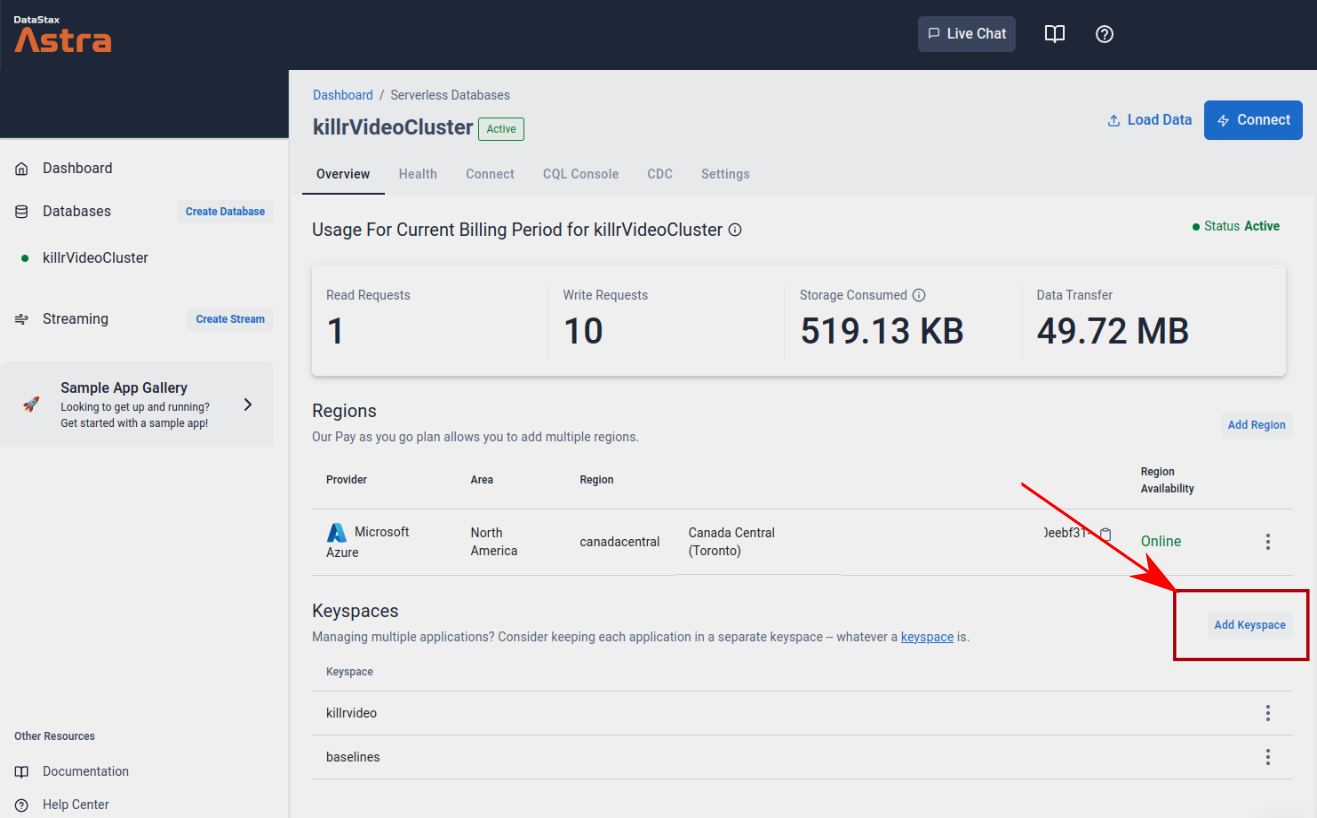 DataStax
Astra
Live Chat
Dashboard / Serverless Databases
killrVideoCluster Active
Load Data
Connect
Dashboard
Databases
Create Database
killrVideoCluster
Streaming
Create Stream
Sample App Gallery
Looking to get up and running?
Get started with a sample app!
Other Resources
Documentation
Help Center
Overview Health Connect CQL Console CDC Settings
Usage For Current Billing Period for killrVideoCluster
Status Active
Read Requests
1
Write Requests
10
Storage Consumed
519.13 KB
Data Transfer
49.72 MB
Regions
Our Pay as you go plan allows you to add multiple regions.
Add Region
Provider Area Region
Region
Availability
Microsoft
Azure
North
America
canadacentral
Canada Central
(Toronto)
Online
Keyspaces
Managing multiple applications? Consider keeping each application in a separate keyspace -- whatever a keyspace is.
Add Keyspace
Keyspace
killrvideo
baselines